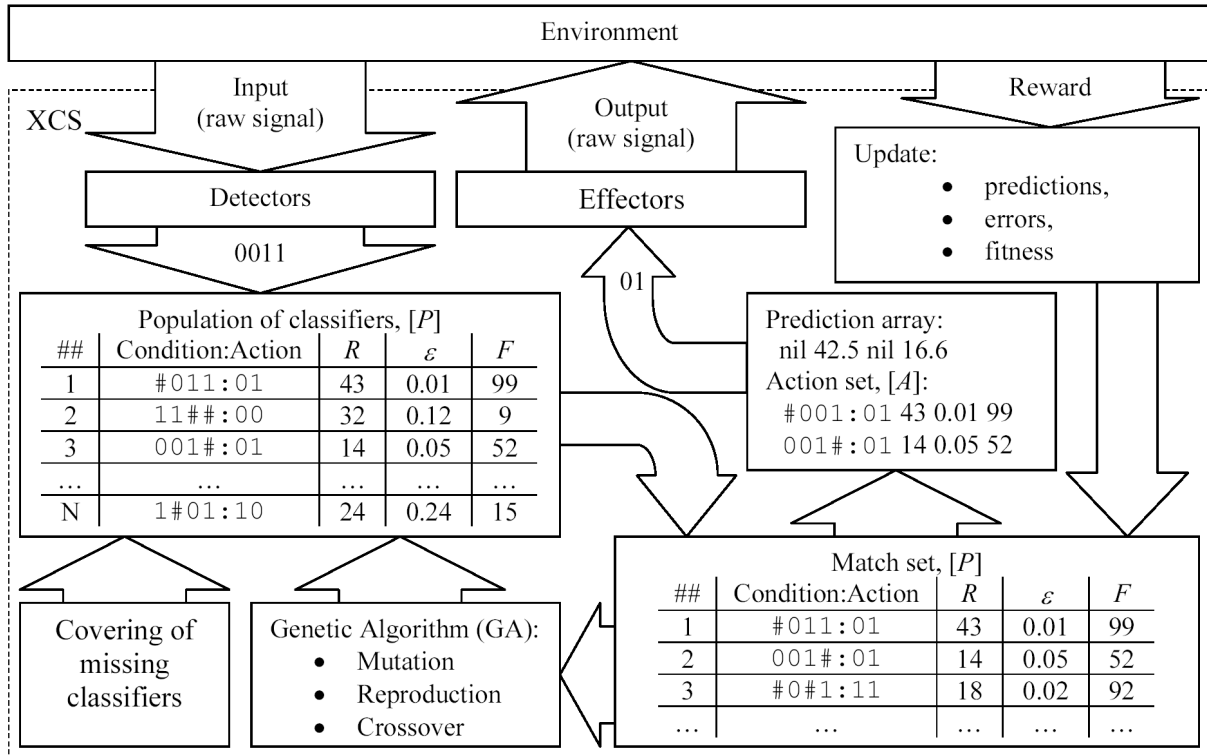 Environment
XCS
Input
(raw signal)
Output
(raw signal)
Reward
Detectors
Effectors
Update:
• predictions,
• errors,
• fitness
0011
01
Population of classifiers, [P]
## Condition:Action R ε F
1 #011:01 43 0.01 99
2 11##:00 32 0.12 9
3 001#:01 14 0.05 52
... ... ... ... ...
N 1#01:10 24 0.24 15
Prediction array:
nil 42.5 nil 16.6
Action set, [A]:
#001:01 43 0.01 99
001#:01 14 0.05 52
Covering of
missing
classifiers
Genetic Algorithm (GA):
• Mutation
• Reproduction
• Crossover
Match set, [P]
## Condition:Action R ε F
1 #011:01 43 0.01 99
2 001#:01 14 0.05 52
3 #0#1:11 18 0.02 92
... ... ... ... ...